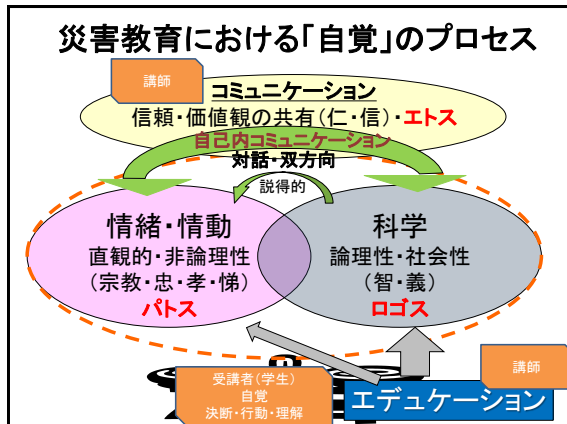 災害教育における「自覚」のプロセス
講師
コミュニケーション
信頼・価値観の共有(仁・信)・エトス
自己内コミュニケーション
対話・双方向
説得的
情緒・情動
直観的・非論理性
(宗教・忠・孝・悌)
パトス
科学
論理性・社会性
(智・義)
ロゴス
講師
受講者(学生)
自覚
決断・行動・理解
エデュケーション